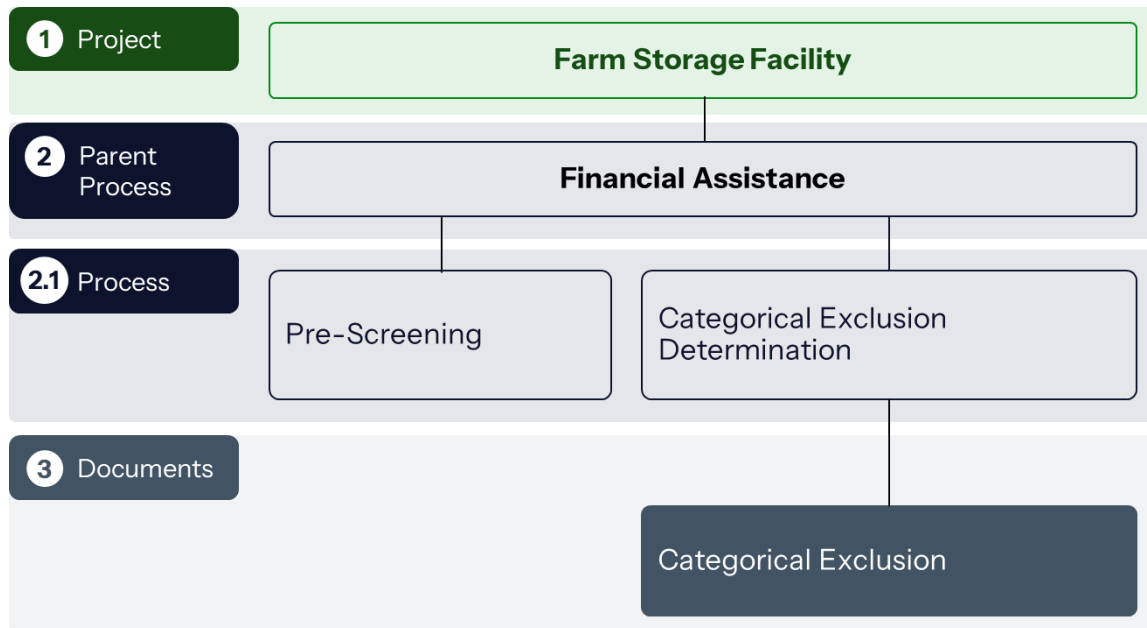 1 Project
Farm Storage Facility
2 Parent
Process
Financial Assistance
2.1 Process
Pre-Screening
Categorical Exclusion
Determination
3 Documents
Categorical Exclusion